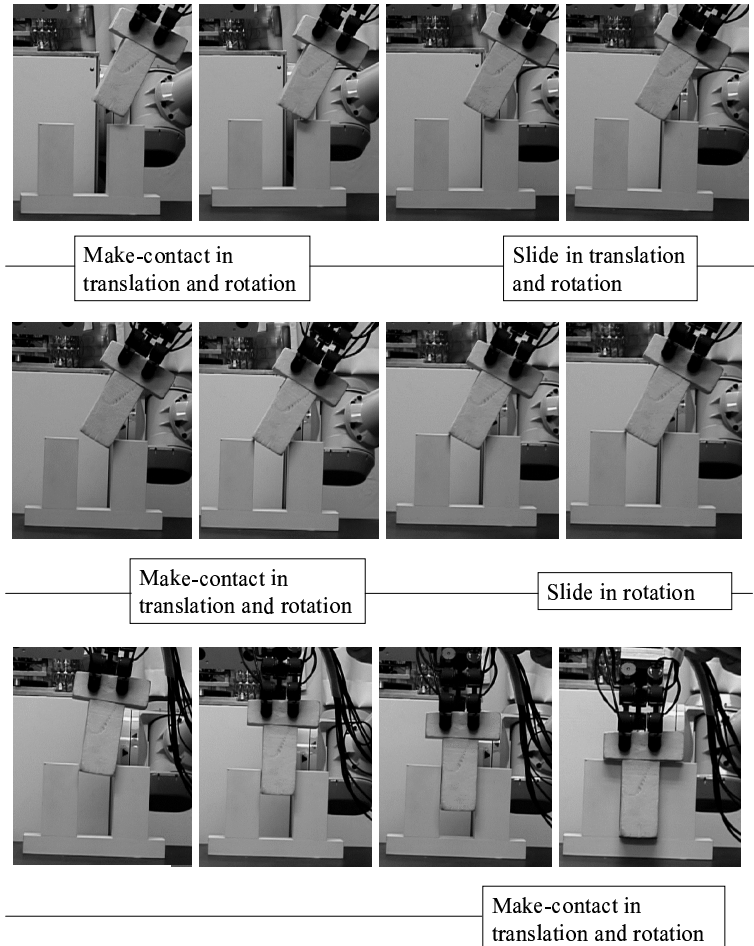 Make-contact in
translation and rotation
Slide in translation
and rotation
Make-contact in
translation and rotation
Slide in rotation
Make-contact in
translation and rotation